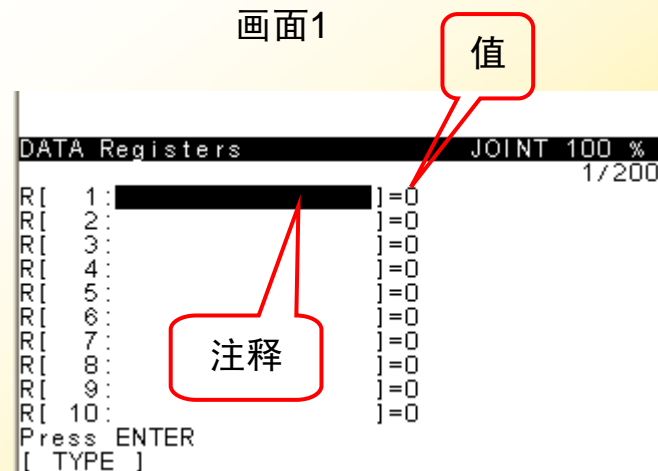 画面1
值
DATA Registers JOINT 100 %
1/200
R[ 1: ]=0
R[ 2: ]=0
R[ 3: ]=0
R[ 4: ]=0
R[ 5: ]=0
R[ 6: ]=0
R[ 7: ]=0
R[ 8: ]=0
R[ 9: ]=0
R[ 10: ]=0
注释
Press ENTER
[ TYPE ]